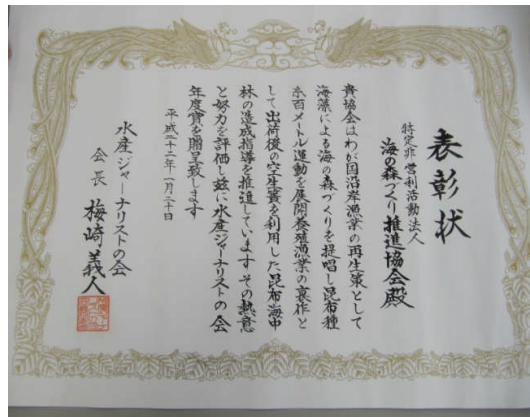 表彰状
特定非営利活動法人
海の森づくり推進協会殿
貴協会はわが国沿岸漁業の再生策として
海藻による海の森づくりを提唱し昆布種
糸百メートル運動を展開養殖漁業の裏作と
して出荷後の空生簀を利用した昆布海中
林の造成指導を推進していますその熱意
と努力を評価し茲に水産ジャーナリストの会
年度賞を贈呈致します
平成二十二年一月二十日
水産ジャーナリストの会
会長 梅崎義人